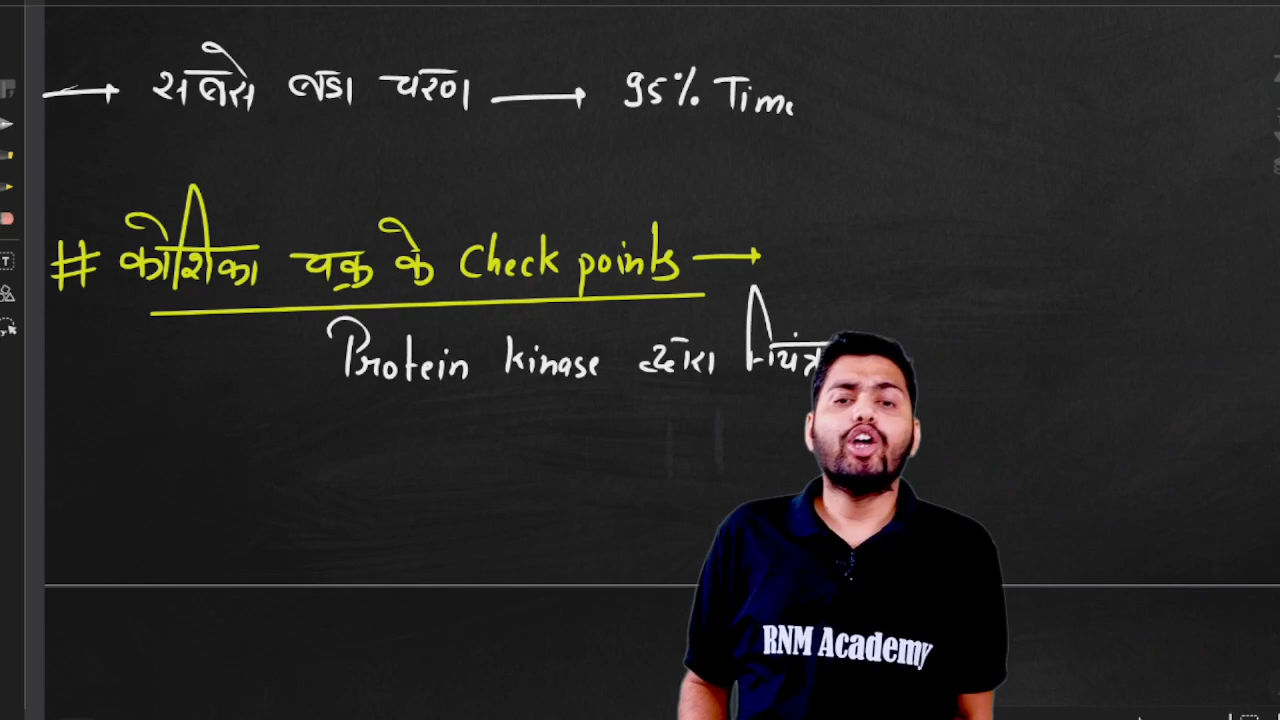 → सबसे बडा चरण → 95% Time
# कोशिका चक्र के Check points →
Protein kinase द्वारा
RNM Academy